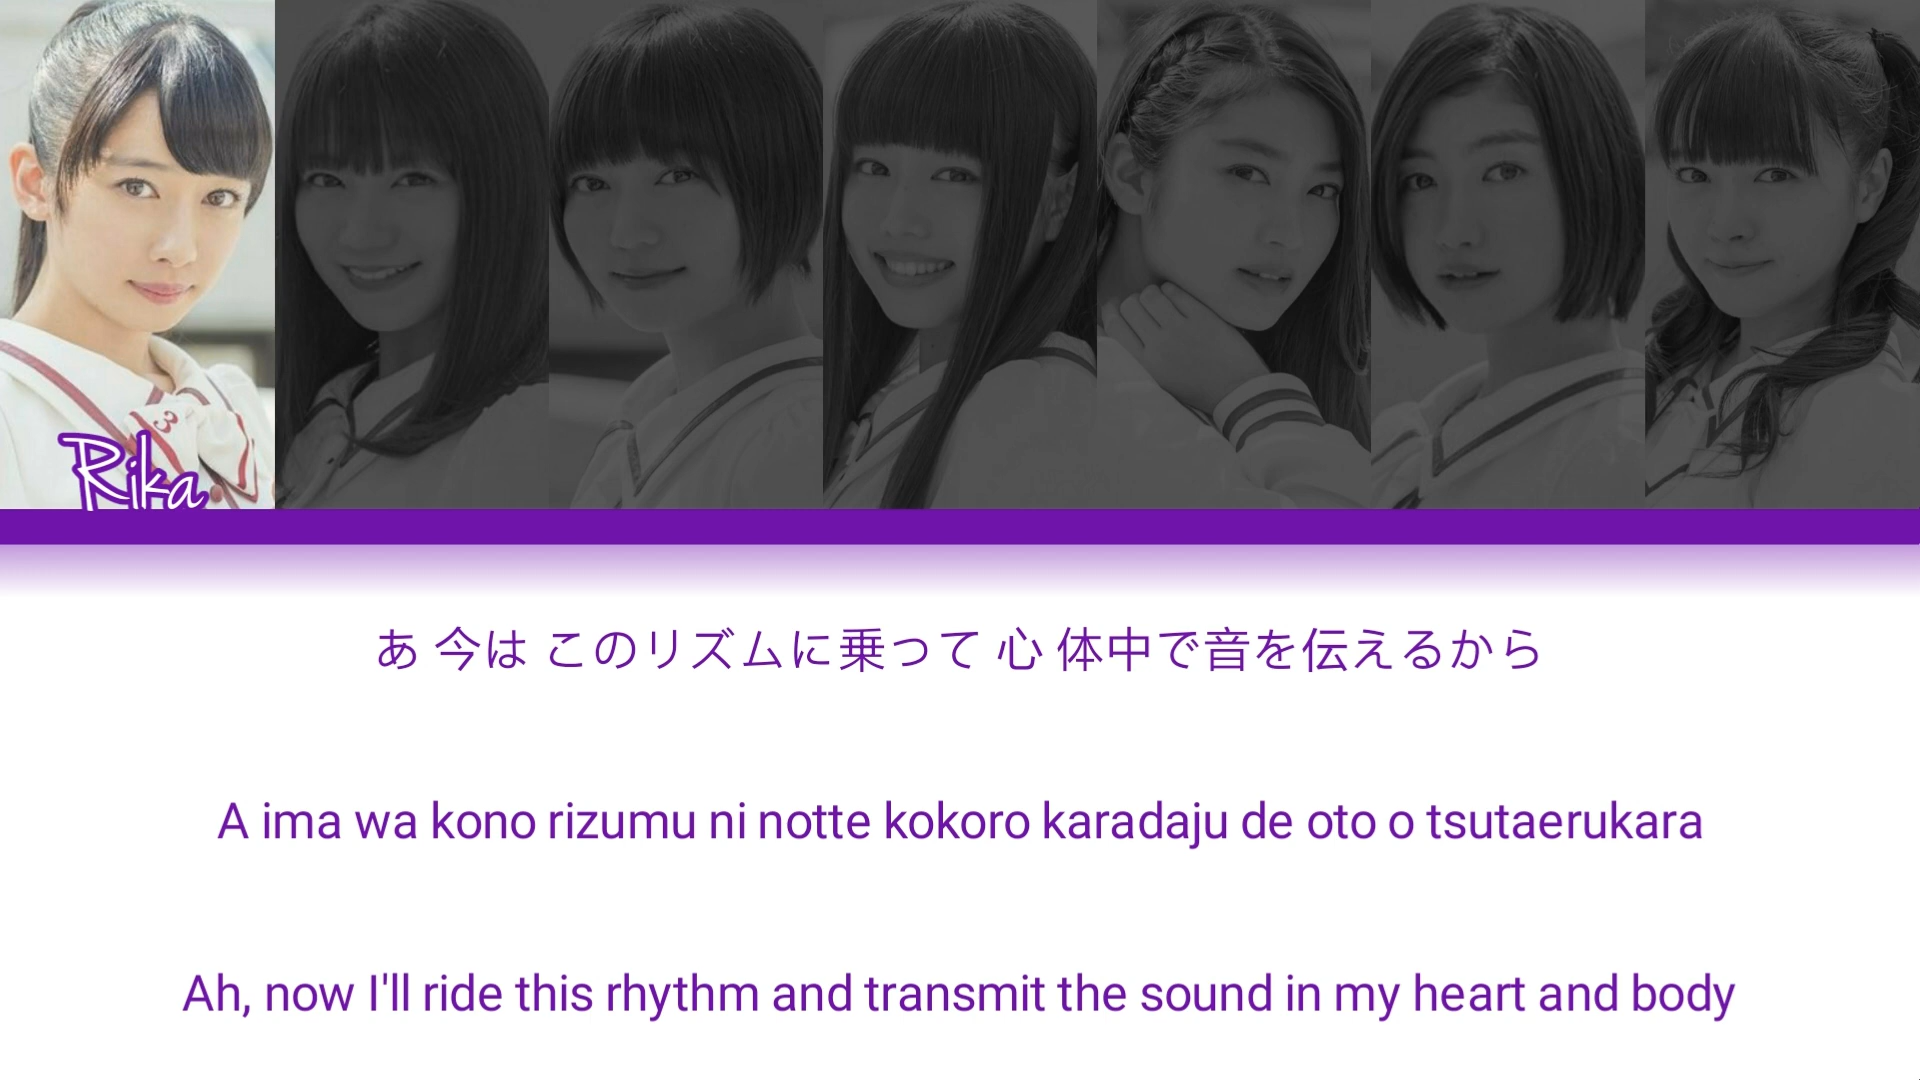 3
Rika
あ 今は このリズムに乗って 心 体中で音を伝えるから
A ima wa kono rizumu ni notte kokoro karadaju de oto o tsutaerukara
Ah, now I'll ride this rhythm and transmit the sound in my heart and body